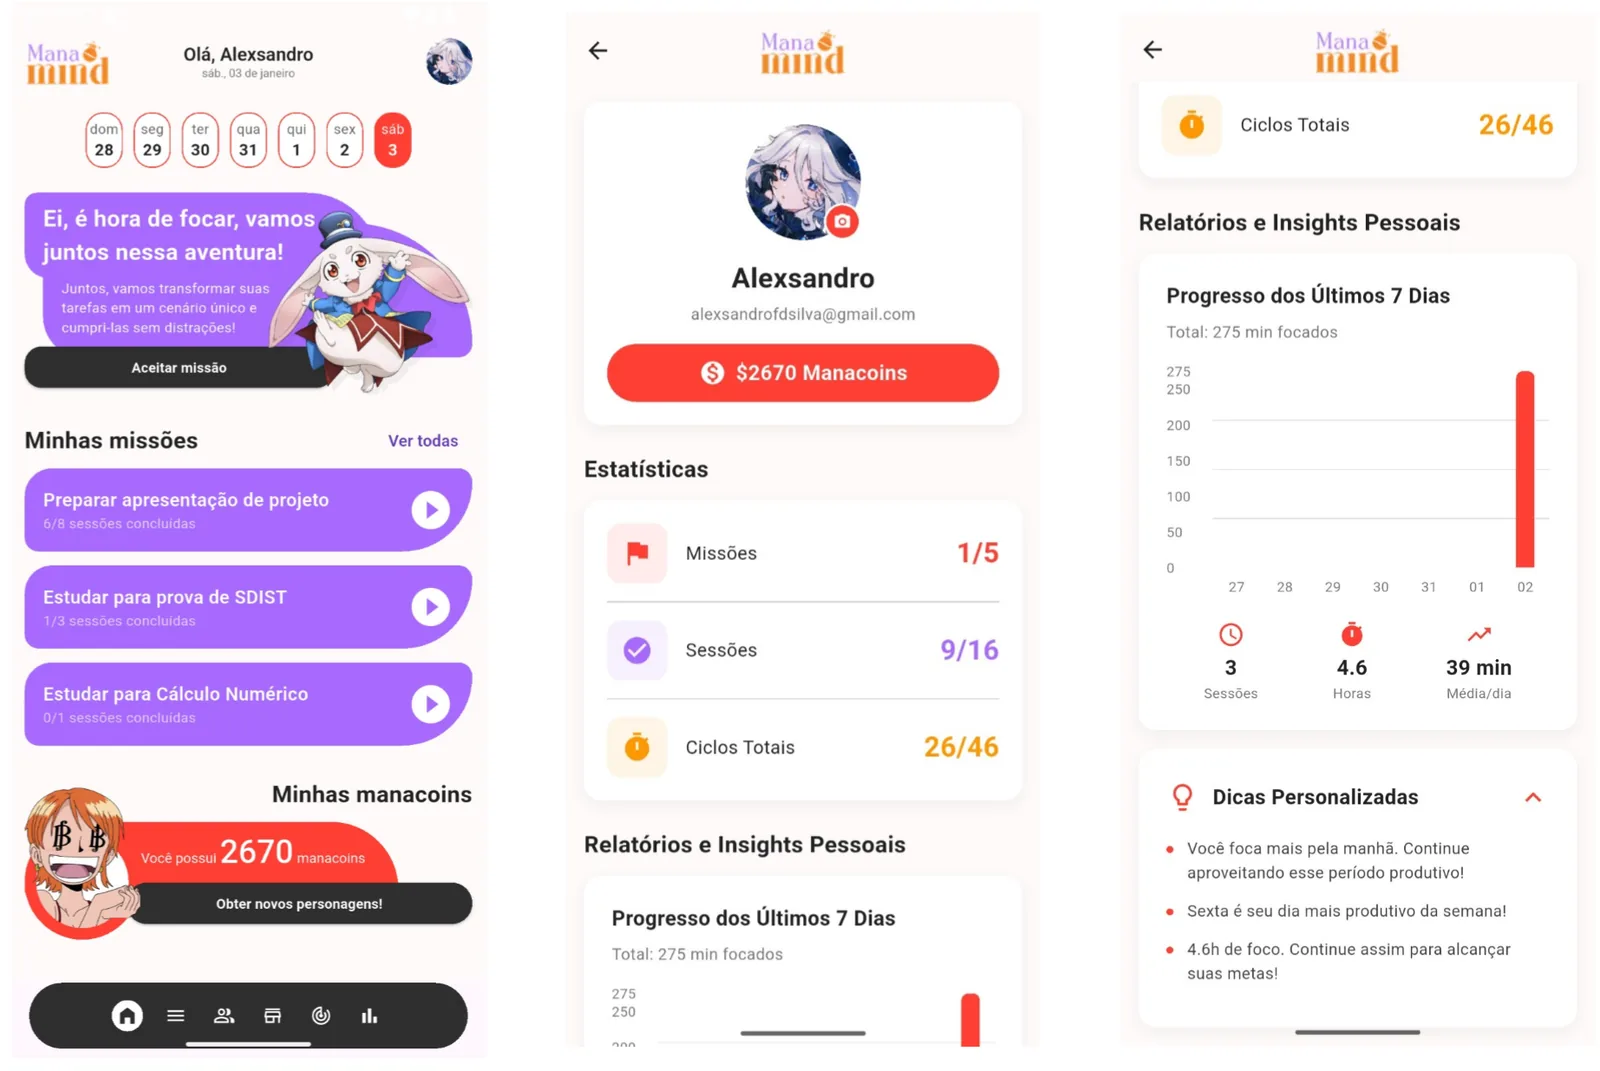 Mana
mind
Olá, Alexsandro
sáb., 03 de janeiro
dom seg ter qua qui sex sáb
28 29 30 31 1 2 3
Ei, é hora de focar, vamos
juntos nessa aventura!
Juntos, vamos transformar suas
tarefas em um cenário único e
cumpri-las sem distrações!
Aceitar missão
Minhas missões
Ver todas
Preparar apresentação de projeto
6/8 sessões concluídas
Estudar para prova de SDIST
1/3 sessões concluídas
Estudar para Cálculo Numérico
0/1 sessões concluídas
Minhas manacoins
Você possui 2670 manacoins
Obter novos personagens!
Mana
mind
Alexsandro
alexsandrofdsilva@gmail.com
$ $2670 Manacoins
Estatísticas
Missões 1/5
Sessões 9/16
Ciclos Totais 26/46
Relatórios e Insights Pessoais
Progresso dos Últimos 7 Dias
Total: 275 min focados
275
250
200
Mana
mind
Ciclos Totais 26/46
Relatórios e Insights Pessoais
Progresso dos Últimos 7 Dias
Total: 275 min focados
275
250
200
150
100
50
0
27 28 29 30 31 01 02
3 4.6 39 min
Sessões Horas Média/dia
Dicas Personalizadas
Você foca mais pela manhã. Continue
aproveitando esse período produtivo!
Sexta é seu dia mais produtivo da semana!
4.6h de foco. Continue assim para alcançar
suas metas!